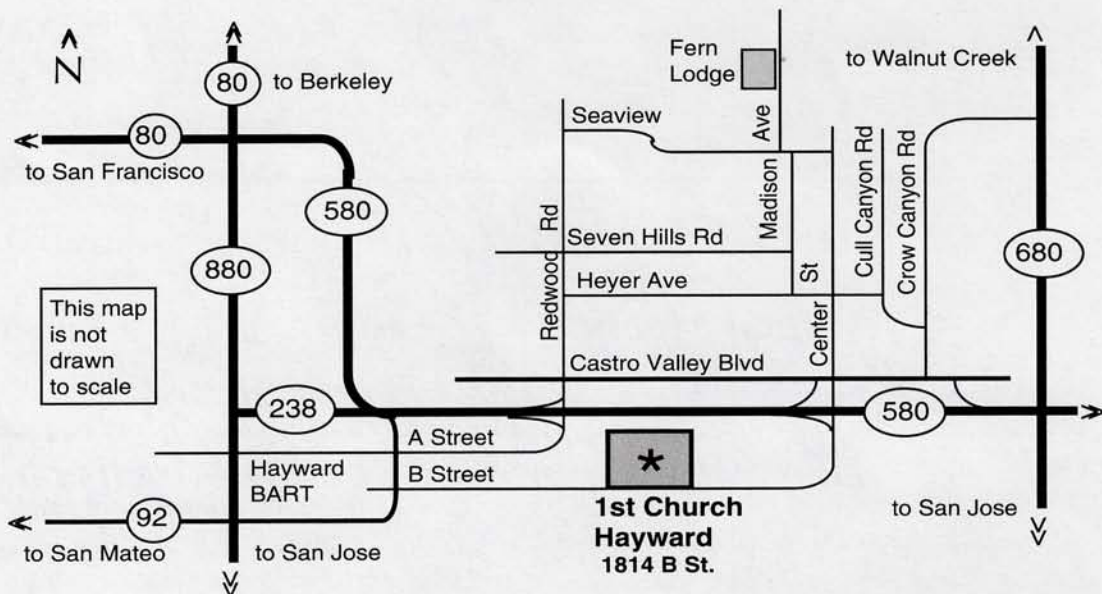 N
80
to Berkeley
80
to San Francisco
580
880
This map
is not
drawn
to scale
238
A Street
Hayward
BART
B Street
92
to San Mateo
to San Jose
Fern
Lodge
Seaview
Madison Ave
Redwood Rd
Seven Hills Rd
Heyer Ave
Center St
Cull Canyon Rd
Crow Canyon Rd
to Walnut Creek
680
Castro Valley Blvd
580
*
1st Church
Hayward
1814 B St.
to San Jose